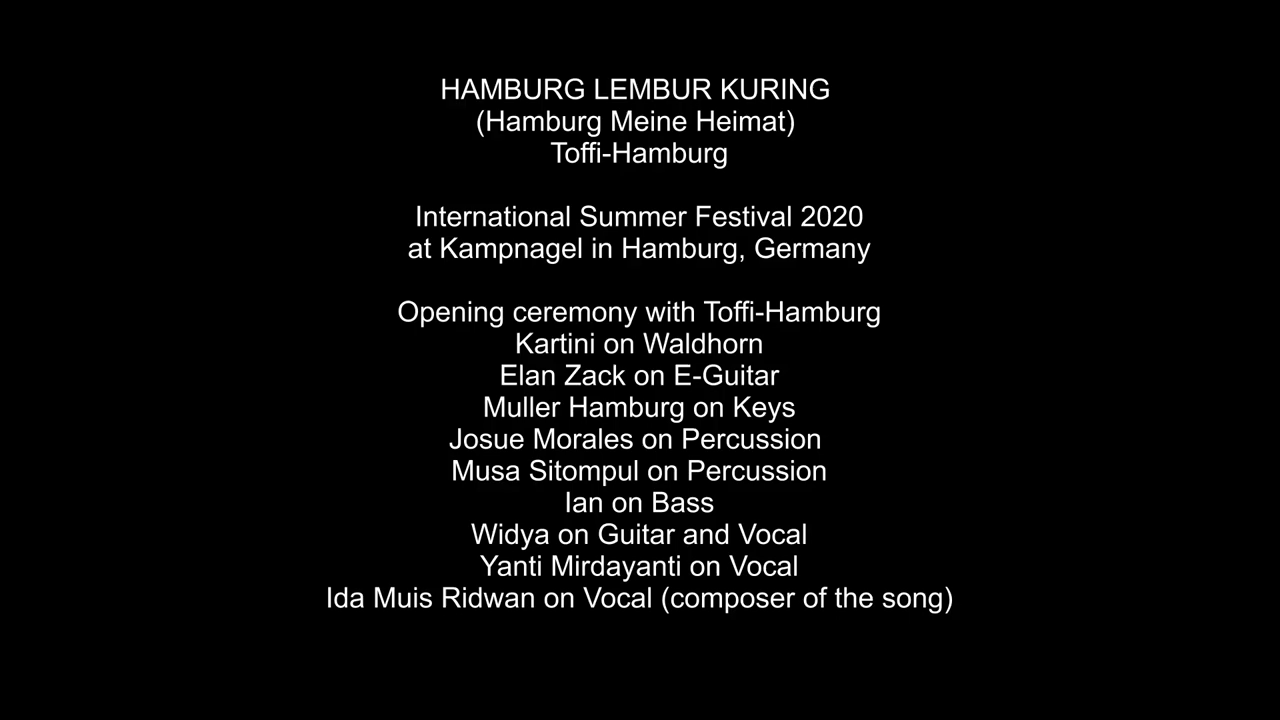 HAMBURG LEMBUR KURING
(Hamburg Meine Heimat)
Toffi-Hamburg
International Summer Festival 2020
at Kampnagel in Hamburg, Germany
Opening ceremony with Toffi-Hamburg
Kartini on Waldhorn
Elan Zack on E-Guitar
Muller Hamburg on Keys
Josue Morales on Percussion
Musa Sitompul on Percussion
Ian on Bass
Widya on Guitar and Vocal
Yanti Mirdayanti on Vocal
Ida Muis Ridwan on Vocal (composer of the song)